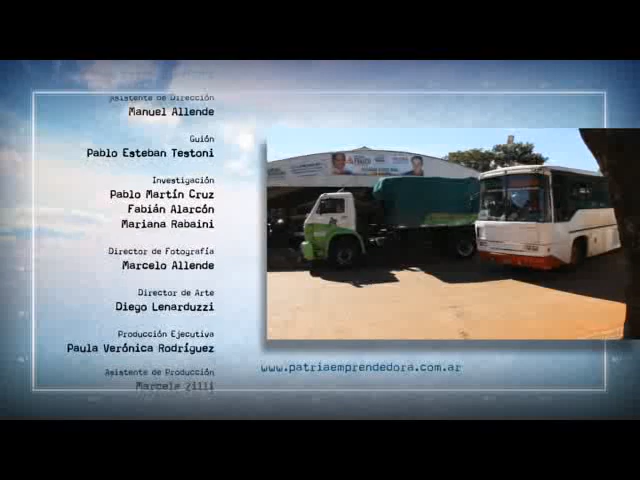 Asistente de Dirección
Manuel Allende
Guión
Pablo Esteban Testoni
Investigación
Pablo Martín Cruz
Fabián Alarcón
Mariana Rabaini
Director de Fotografía
Marcelo Allende
Director de Arte
Diego Lenarduzzi
Producción Ejecutiva
Paula Verónica Rodríguez
Asistente de Producción
Marcela Zilli
www.patriaemprendedora.com.ar